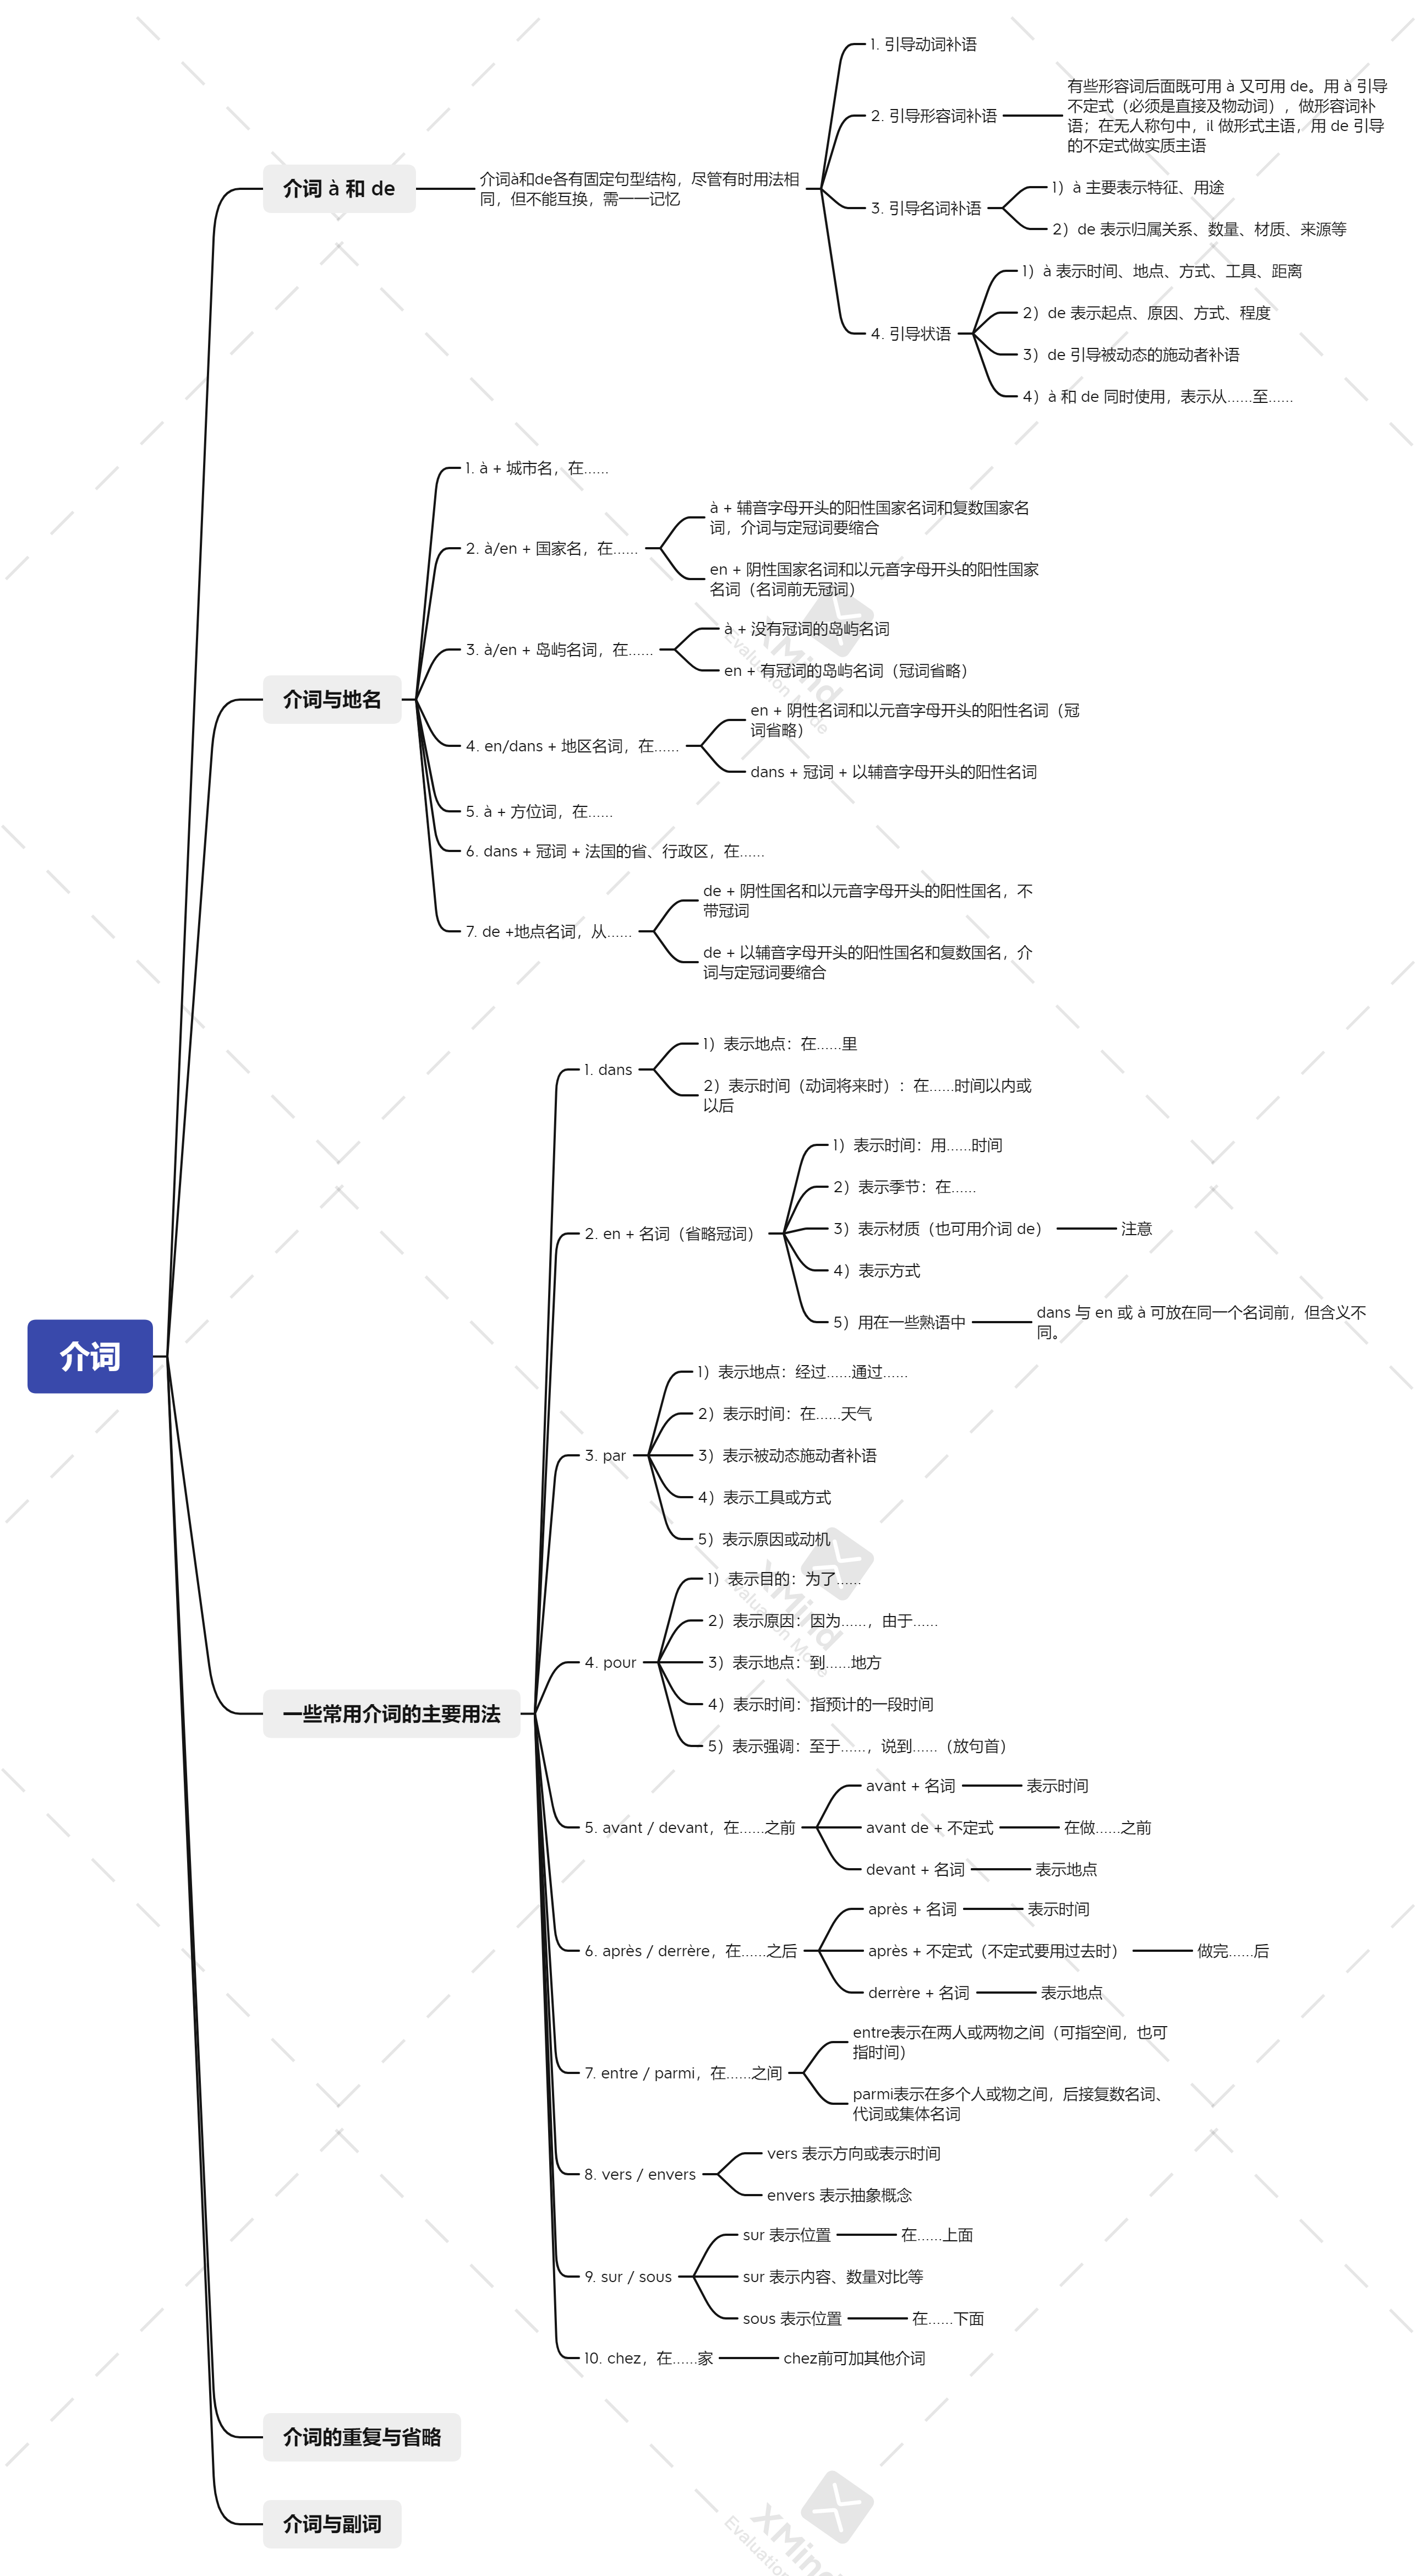 介词
介词 à 和 de
介词à和de各有固定句型结构，尽管有时用法相
同，但不能互换，需一一记忆
1. 引导动词补语
2. 引导形容词补语
有些形容词后面既可用 à 又可用 de。用 à 引导
不定式（必须是直接及物动词），做形容词补
语；在无人称句中，il 做形式主语，用 de 引导
的不定式做实质主语
3. 引导名词补语
1）à 主要表示特征、用途
2）de 表示归属关系、数量、材质、来源等
4. 引导状语
1）à 表示时间、地点、方式、工具、距离
2）de 表示起点、原因、方式、程度
3）de 引导被动态的施动者补语
4）à 和 de 同时使用，表示从......至......
介词与地名
1. à + 城市名，在......
2. à/en + 国家名，在......
à + 辅音字母开头的阳性国家名词和复数国家名
词，介词与定冠词要缩合
en + 阴性国家名词和以元音字母开头的阳性国家
名词（名词前无冠词）
3. à/en + 岛屿名词，在......
à + 没有冠词的岛屿名词
en + 有冠词的岛屿名词（冠词省略）
4. en/dans + 地区名词，在......
en + 阴性名词和以元音字母开头的阳性名词（冠
词省略）
dans + 冠词 + 以辅音字母开头的阳性名词
5. à + 方位词，在......
6. dans + 冠词 + 法国的省、行政区，在......
7. de +地点名词，从......
de + 阴性国名和以元音字母开头的阳性国名，不
带冠词
de + 以辅音字母开头的阳性国名和复数国名，介
词与定冠词要缩合
一些常用介词的主要用法
1. dans
1）表示地点：在......里
2）表示时间（动词将来时）：在......时间以内或
以后
2. en + 名词（省略冠词）
1）表示时间：用......时间
2）表示季节：在......
3）表示材质（也可用介词 de）
注意
4）表示方式
5）用在一些熟语中
dans 与 en 或 à 可放在同一个名词前，但含义不
同。
3. par
1）表示地点：经过......通过......
2）表示时间：在......天气
3）表示被动态施动者补语
4）表示工具或方式
5）表示原因或动机
4. pour
1）表示目的：为了......
2）表示原因：因为......，由于......
3）表示地点：到......地方
4）表示时间：指预计的一段时间
5）表示强调：至于......，说到......（放句首）
5. avant / devant，在......之前
avant + 名词
表示时间
avant de + 不定式
在做......之前
devant + 名词
表示地点
6. après / derrère，在......之后
après + 名词
表示时间
après + 不定式（不定式要用过去时）
做完......后
derrère + 名词
表示地点
7. entre / parmi，在......之间
entre表示在两人或两物之间（可指空间，也可
指时间）
parmi表示在多个人或物之间，后接复数名词、
代词或集体名词
8. vers / envers
vers 表示方向或表示时间
envers 表示抽象概念
9. sur / sous
sur 表示位置
在......上面
sur 表示内容、数量对比等
sous 表示位置
在......下面
10. chez，在......家
chez前可加其他介词
介词的重复与省略
介词与副词
XMind
Evaluation Mode
XMind
Evaluation Mode
XMind